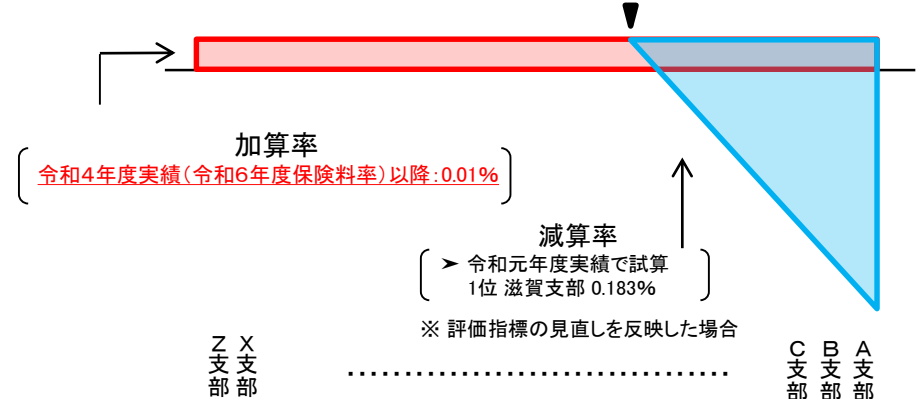 加算率
令和4年度実績(令和6年度保険料率)以降:0.01%
減算率
➢ 令和元年度実績で試算
1位 滋賀支部 0.183%
※ 評価指標の見直しを反映した場合
Z支部
X支部
………………………………
C支部
B支部
A支部